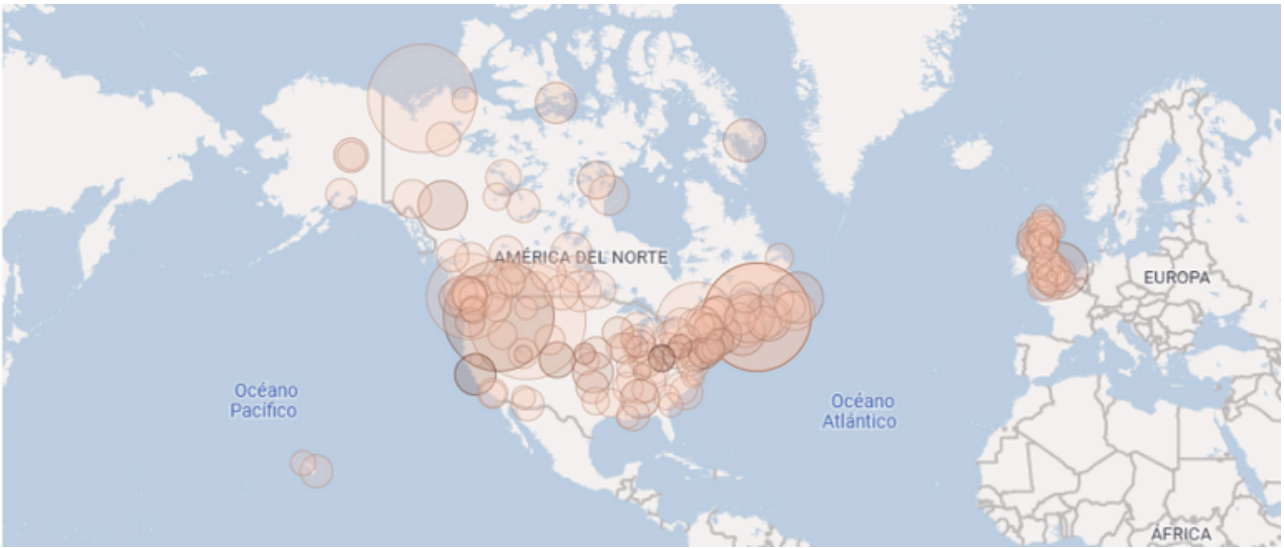 AMÉRICA DEL NORTE
EUROPA
Océano
Pacífico
Océano
Atlántico
ÁFRICA